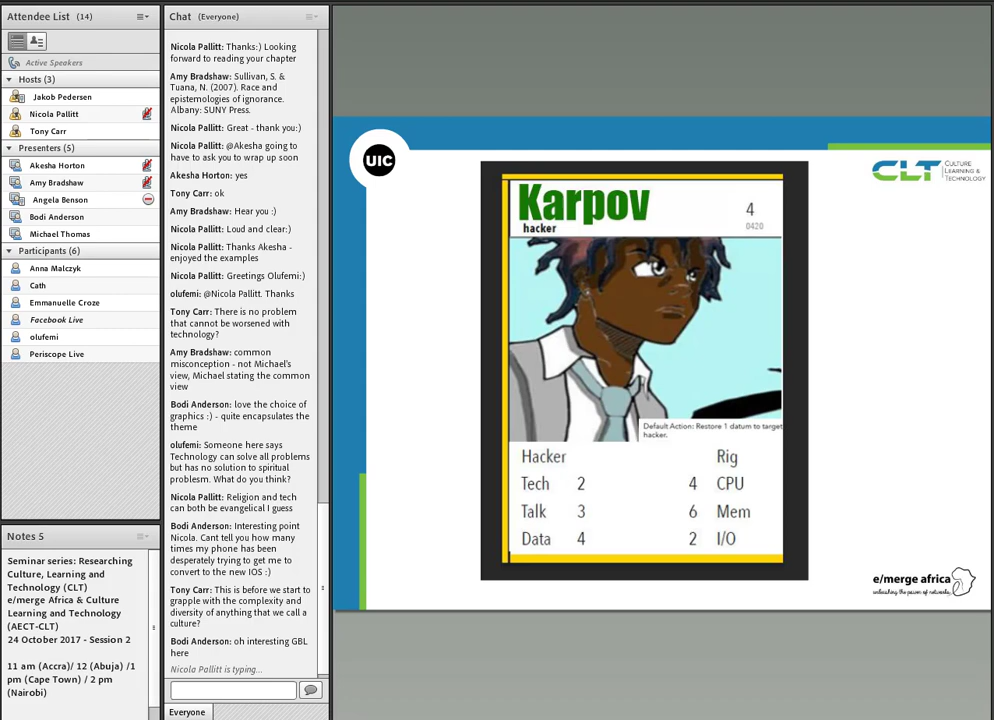 Attendee List (14)
Active Speakers
Hosts (3)
Jakob Pedersen
Nicola Pallitt
Tony Carr
Presenters (5)
Akesha Horton
Amy Bradshaw
Angela Benson
Bodi Anderson
Michael Thomas
Participants (6)
Anna Malczyk
Cath
Emmanuelle Croze
Facebook Live
olufemi
Periscope Live
Notes 5
Seminar series: Researching
Culture, Learning and
Technology (CLT)
e/merge Africa & Culture
Learning and Technology
(AECT-CLT)
24 October 2017 - Session 2
11 am (Accra)/ 12 (Abuja) /1
pm (Cape Town) / 2 pm
(Nairobi)
Chat (Everyone)
Nicola Pallitt: Thanks:) Looking
forward to reading your chapter
Amy Bradshaw: Sullivan, S. &
Tuana, N. (2007). Race and
epistemologies of ignorance.
Albany: SUNY Press.
Nicola Pallitt: Great - thank you:)
Nicola Pallitt: @Akesha going to
have to ask you to wrap up soon
Akesha Horton: yes
Tony Carr: ok
Amy Bradshaw: Hear you :)
Nicola Pallitt: Loud and clear:)
Nicola Pallitt: Thanks Akesha -
enjoyed the examples
Nicola Pallitt: Greetings Olufemi:)
olufemi: @Nicola Pallitt. Thanks
Tony Carr: There is no problem
that cannot be worsened with
technology?
Amy Bradshaw: common
misconception - not Michael's
view, Michael stating the common
view
Bodi Anderson: love the choice of
graphics :) - quite encapsulates the
theme
olufemi: Someone here says
Technology can solve all problems
but has no solution to spiritual
problesm. What do you think?
Nicola Pallitt: Religion and tech
can both be evangelical I guess
Bodi Anderson: Interesting point
Nicola. Cant tell you how many
times my phone has been
desperately trying to get me to
convert to the new IOS :)
Tony Carr: This is before we start to
grapple with the complexity and
diversity of anything that we call a
culture?
Bodi Anderson: oh interesting GBL
here
Nicola Pallitt is typing...
Everyone
UIC
CLT CULTURE
LEARNING &
TECHNOLOGY
Karpov
hacker
4
0420
Default Action: Restore 1 datum to target
hacker.
Hacker Rig
Tech 2 4 CPU
Talk 3 6 Mem
Data 4 2 I/O
e/merge africa
unleashing the power of networks